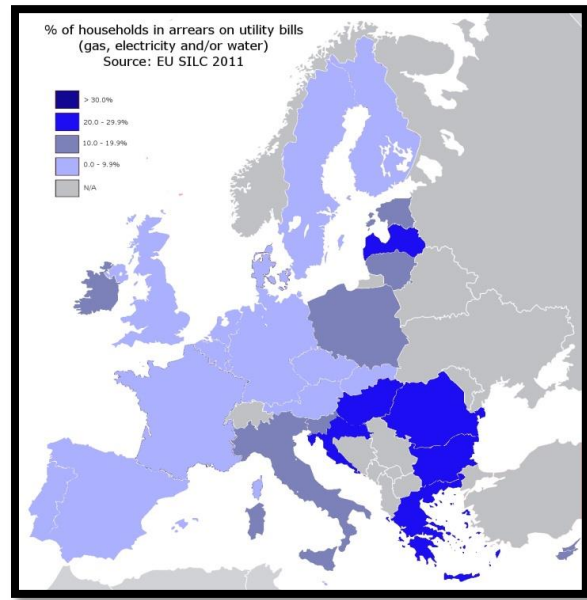 % of households in arrears on utility bills
(gas, electricity and/or water)
Source: EU SILC 2011
> 30.0%
20.0 - 29.9%
10.0 - 19.9%
0.0 - 9.9%
N/A